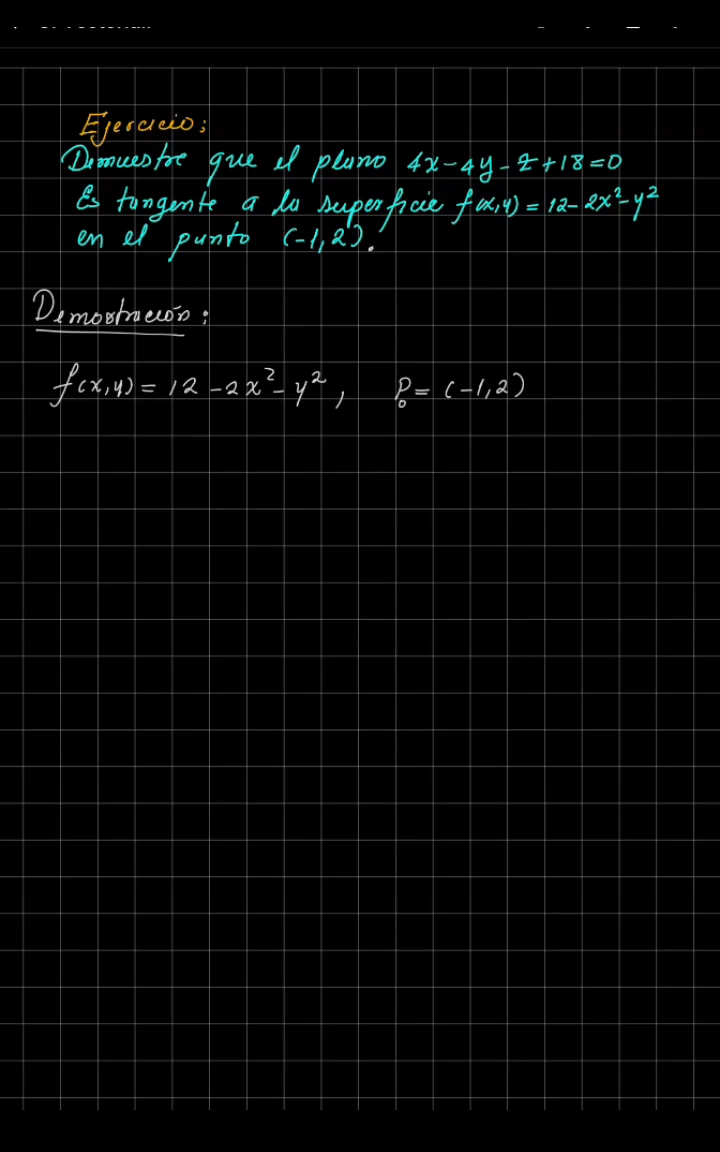 Ejercicio:
Demuestre que el plano 4x-4y-z+18=0
Es tangente a la superficie f(x,y) = 12-2x²-y²
en el punto (-1,2).
Demostración:
f(x,y) = 12-2x²-y², P₀= (-1,2)